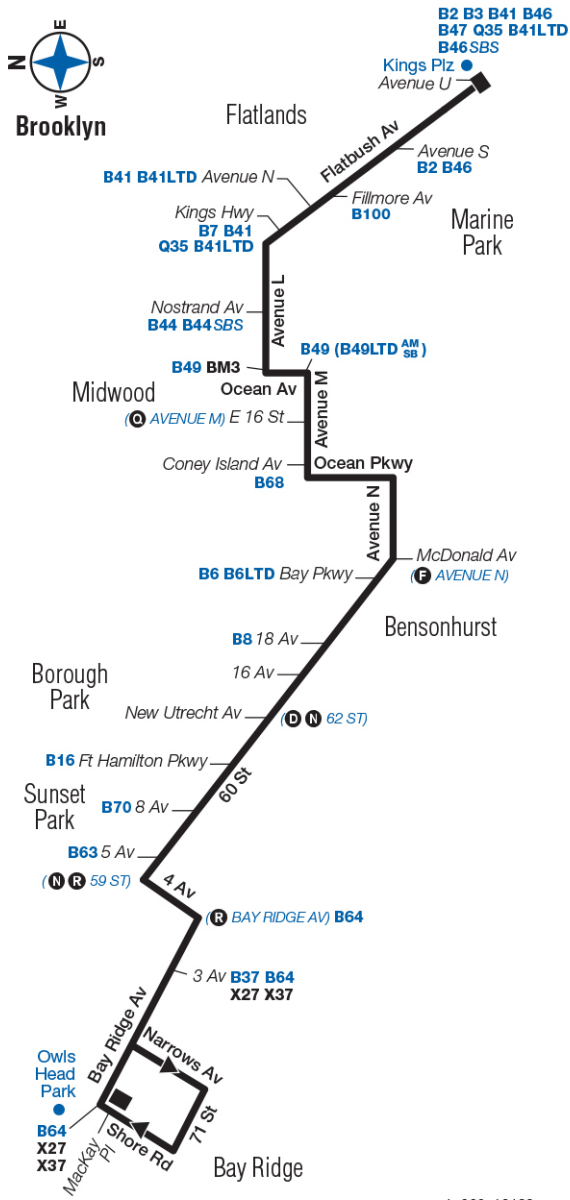 B2 B3 B41 B46
B47 Q35 B41LTD
B46SBS
Kings Plz
Avenue U
N
E
S
W
Brooklyn
Flatlands
Flatbush Av
Avenue S
B2 B46
B41 B41LTD Avenue N
Fillmore Av
B100
Kings Hwy
B7 B41
Q35 B41LTD
Marine
Park
Avenue L
Nostrand Av
B44 B44SBS
B49 (B49LTD AM SB)
B49 BM3
Ocean Av
Midwood
Avenue M
(Q AVENUE M) E 16 St
Coney Island Av
B68
Ocean Pkwy
Avenue N
McDonald Av
(F AVENUE N)
B6 B6LTD Bay Pkwy
Bensonhurst
B8 18 Av
16 Av
Borough
Park
New Utrecht Av
(D N 62 ST)
B16 Ft Hamilton Pkwy
60 St
Sunset
Park
B70 8 Av
B63 5 Av
(N R 59 ST)
4 Av
(R BAY RIDGE AV) B64
3 Av B37 B64
X27 X37
Bay Ridge Av
Narrows Av
Owls
Head
Park
B64
X27
X37
MacKay
Pl
Shore Rd
71 St
Bay Ridge